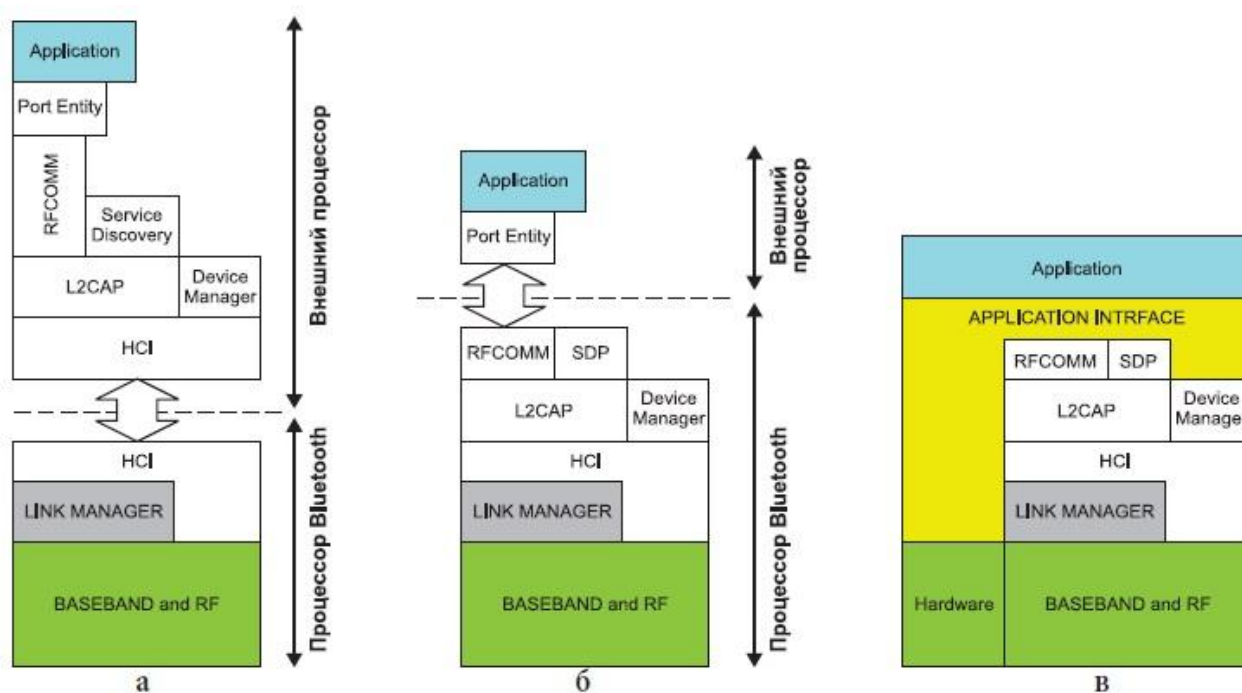 Application
Port Entity
RFCOMM
Service
Discovery
L2CAP
Device
Manager
HCI
HCI
LINK MANAGER
BASEBAND and RF
Внешний процессор
Процессор Bluetooth
а
Application
Port Entity
RFCOMM
SDP
L2CAP
Device
Manager
HCI
LINK MANAGER
BASEBAND and RF
Внешний
процессор
Процессор Bluetooth
б
Application
APPLICATION INTRFACE
RFCOMM
SDP
L2CAP
Device
Manage
HCI
LINK MANAGER
Hardware
BASEBAND and RF
в